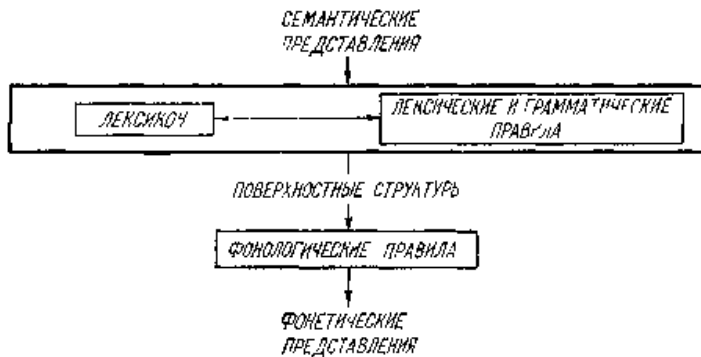 СЕМАНТИЧЕСКИЕ
ПРЕДСТАВЛЕНИЯ
ЛЕКСИКОН
ЛЕКСИЧЕСКИЕ И ГРАММАТИЧЕСКИЕ
ПРАВИЛА
ПОВЕРХНОСТНЫЕ СТРУКТУРЫ
ФОНОЛОГИЧЕСКИЕ ПРАВИЛА
ФОНЕТИЧЕСКИЕ
ПРЕДСТАВЛЕНИЯ